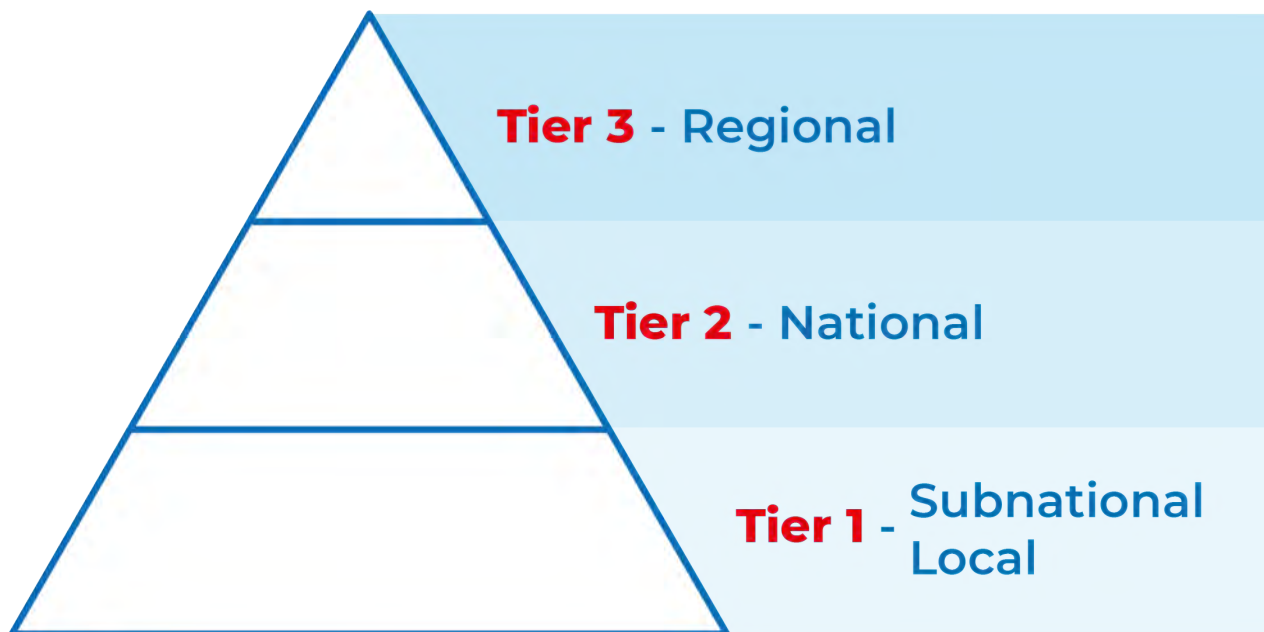 Tier 3 - Regional
Tier 2 - National
Tier 1 - Subnational
Local